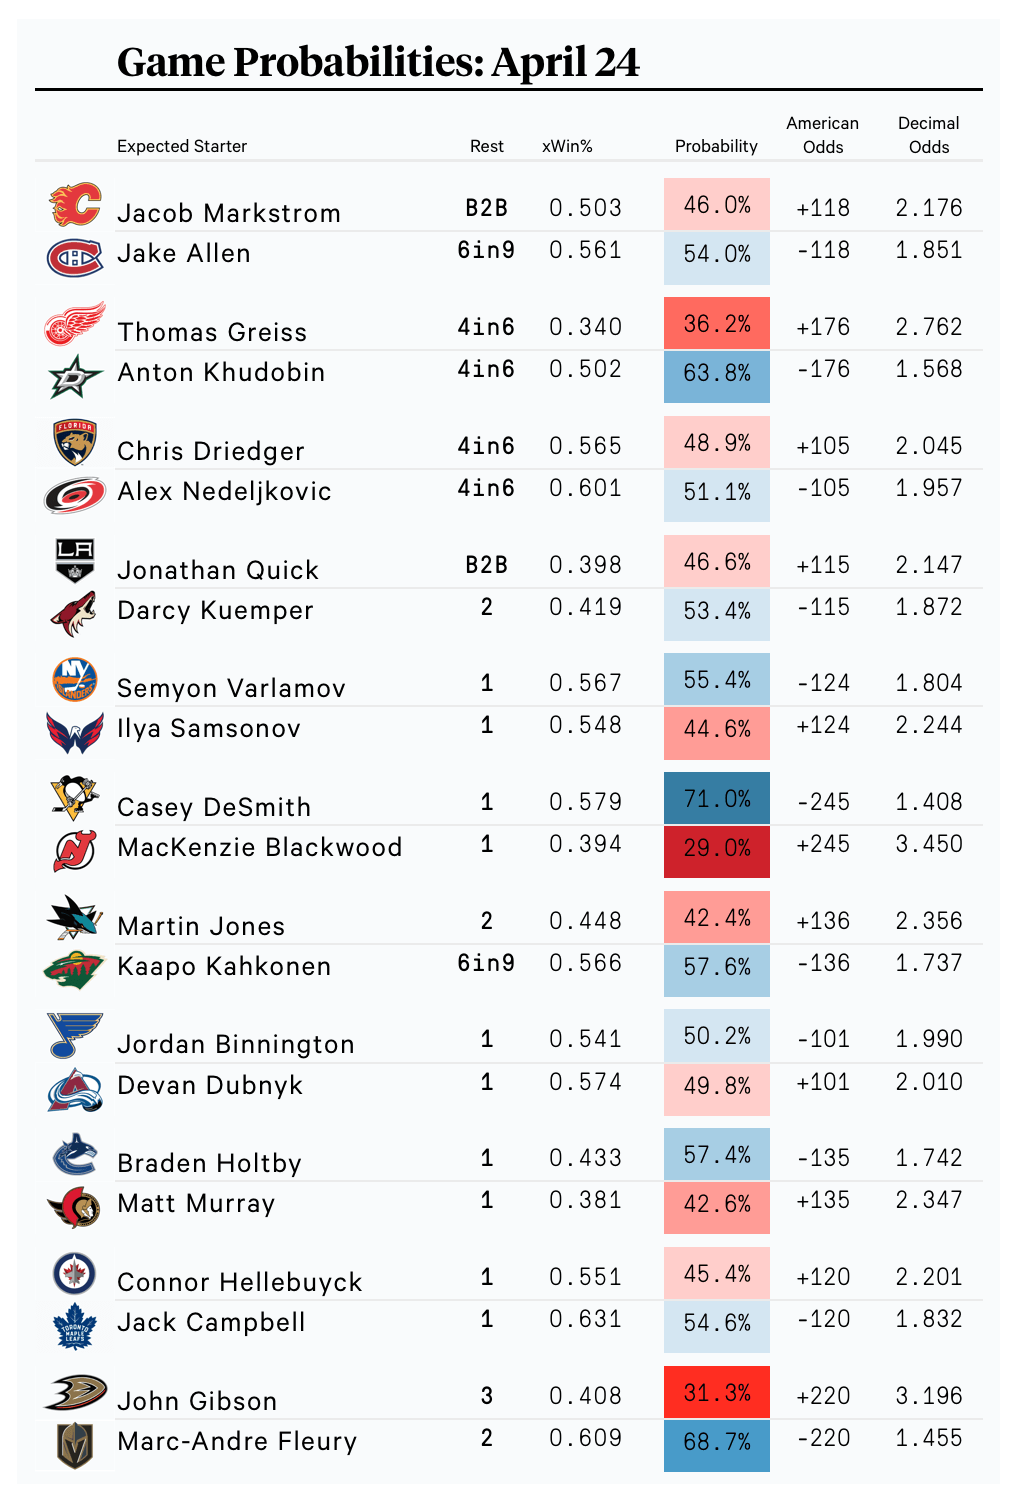 Game Probabilities: April 24
Expected Starter Rest xWin% Probability American Odds Decimal Odds
Jacob Markstrom B2B 0.503 46.0% +118 2.176
Jake Allen 6in9 0.561 54.0% -118 1.851
Thomas Greiss 4in6 0.340 36.2% +176 2.762
Anton Khudobin 4in6 0.502 63.8% -176 1.568
FLORIDA
Chris Driedger 4in6 0.565 48.9% +105 2.045
Alex Nedeljkovic 4in6 0.601 51.1% -105 1.957
LA
Jonathan Quick B2B 0.398 46.6% +115 2.147
Darcy Kuemper 2 0.419 53.4% -115 1.872
NY
ISLANDERS
Semyon Varlamov 1 0.567 55.4% -124 1.804
Ilya Samsonov 1 0.548 44.6% +124 2.244
Casey DeSmith 1 0.579 71.0% -245 1.408
MacKenzie Blackwood 1 0.394 29.0% +245 3.450
Martin Jones 2 0.448 42.4% +136 2.356
Kaapo Kahkonen 6in9 0.566 57.6% -136 1.737
Jordan Binnington 1 0.541 50.2% -101 1.990
Devan Dubnyk 1 0.574 49.8% +101 2.010
Braden Holtby 1 0.433 57.4% -135 1.742
Matt Murray 1 0.381 42.6% +135 2.347
Connor Hellebuyck 1 0.551 45.4% +120 2.201
TORONTO
MAPLE
LEAFS
Jack Campbell 1 0.631 54.6% -120 1.832
John Gibson 3 0.408 31.3% +220 3.196
Marc-Andre Fleury 2 0.609 68.7% -220 1.455